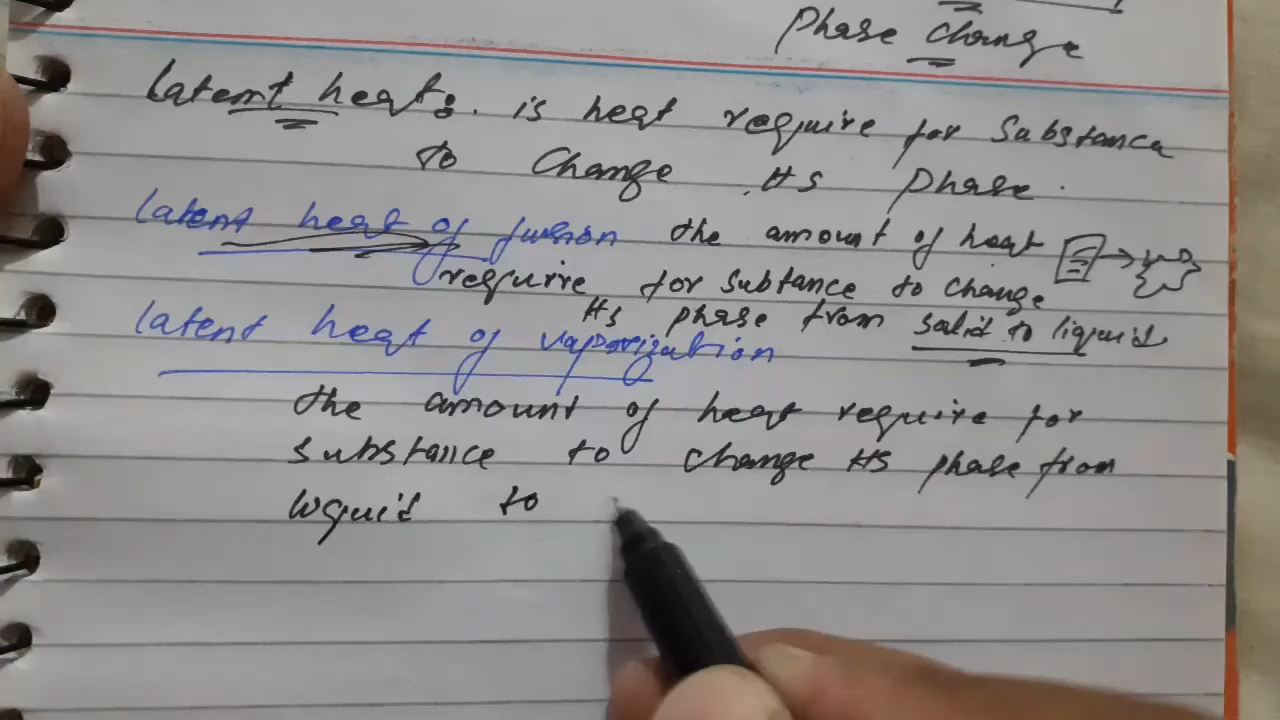 Phase change
latent heat: is heat require for substance
to change its phase.
latent heat of fusion the amount of heat
require for subtance to change
its phase from solid to liquid
latent heat of vaporization
the amount of heat require for
substance to change its phase from
liquid to